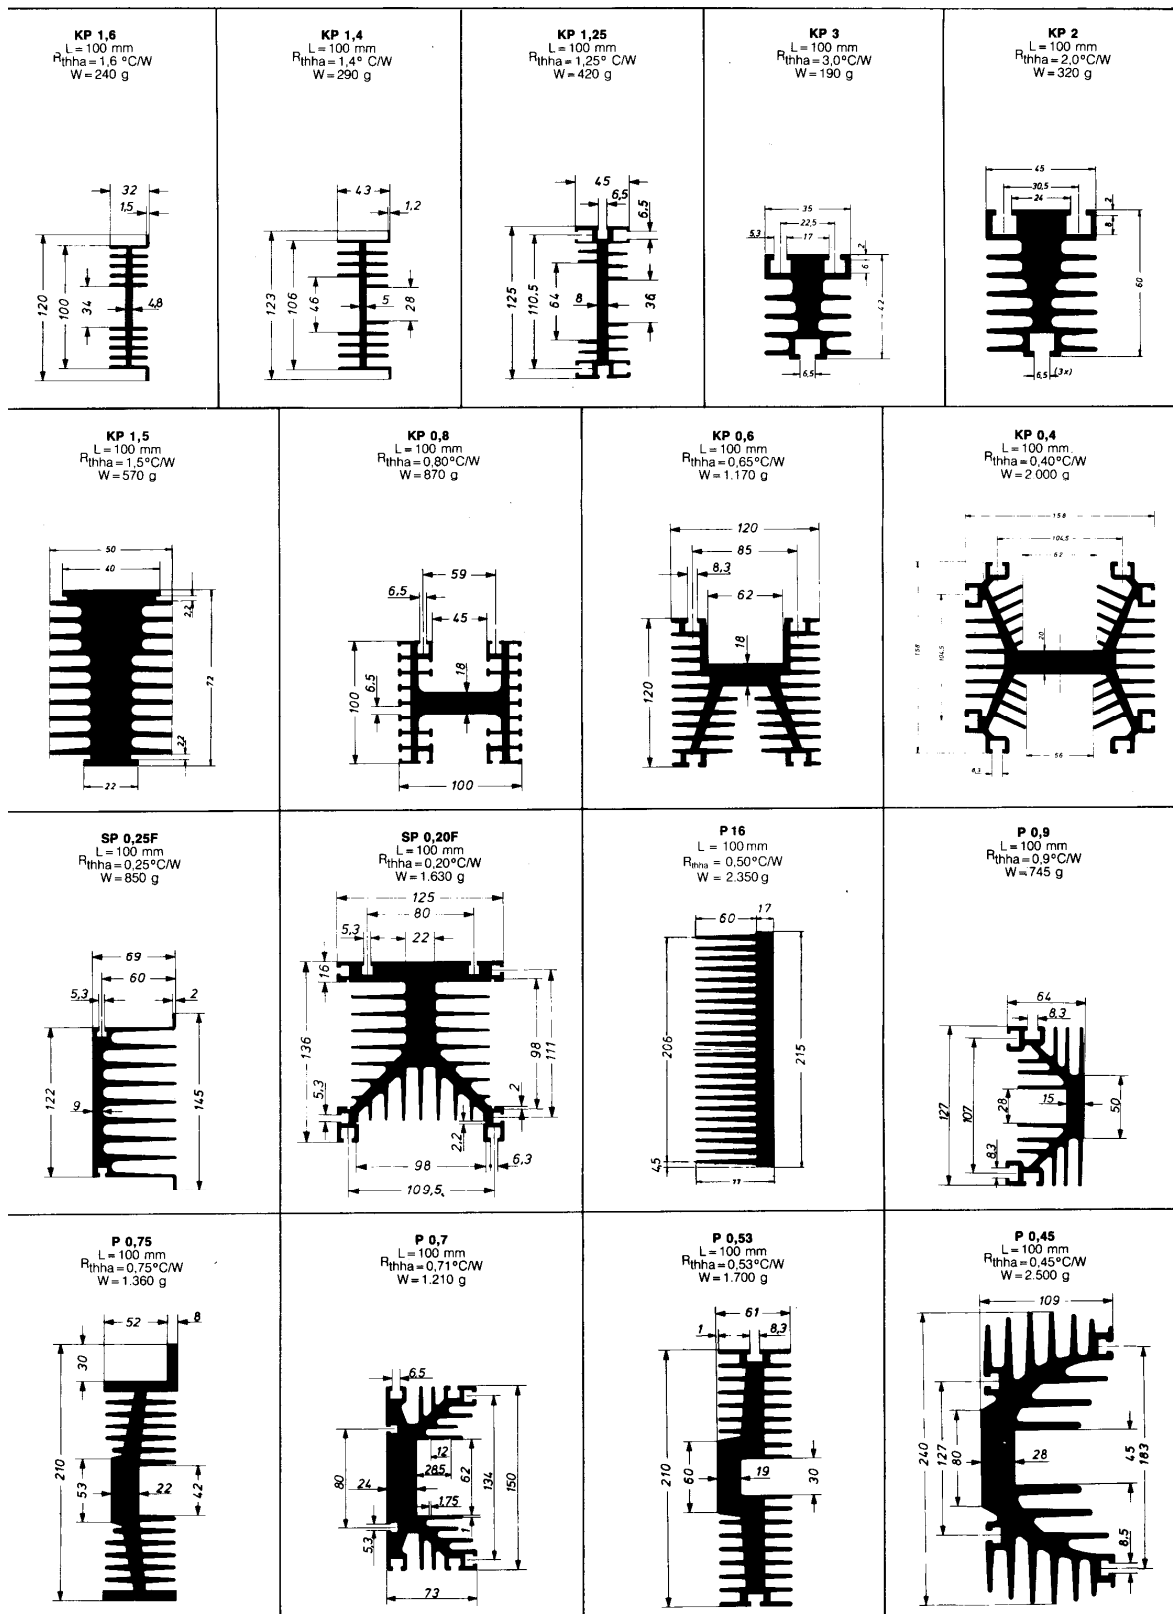 KP 1,6
L = 100 mm
Rthha = 1,6 °C/W
W = 240 g
32
1,5
120
100
34
4,8
KP 1,4
L = 100 mm
Rthha = 1,4° C/W
W = 290 g
43
1,2
123
106
46
5
28
KP 1,25
L = 100 mm
Rthha = 1,25° C/W
W = 420 g
45
6,5
6,5
125
110,5
64
8
36
KP 3
L = 100 mm
Rthha = 3,0°C/W
W = 190 g
35
22,5
5,3
17
2
6
42
6,5
KP 2
L = 100 mm
Rthha = 2,0°C/W
W = 320 g
45
30,5
24
2
8
60
6,5
(3x)
KP 1,5
L = 100 mm
Rthha = 1,5°C/W
W = 570 g
50
40
2,2
72
2,2
22
KP 0,8
L = 100 mm
Rthha = 0,80°C/W
W = 870 g
59
6,5
45
18
6,5
100
100
KP 0,6
L = 100 mm
Rthha = 0,65°C/W
W = 1.170 g
120
85
8,3
62
18
120
KP 0,4
L = 100 mm
Rthha = 0,40°C/W
W = 2.000 g
158
104,5
62
158
104,5
20
56
8,3
SP 0,25F
L = 100 mm
Rthha = 0,25°C/W
W = 850 g
69
60
5,3
2
122
9
145
SP 0,20F
L = 100 mm
Rthha = 0,20°C/W
W = 1.630 g
125
80
5,3
22
16
136
98
111
5,3
2
2,2
98
6,3
109,5
P 16
L = 100 mm
Rthha = 0,50°C/W
W = 2.350 g
60
17
206
215
4,5
77
P 0,9
L = 100 mm
Rthha = 0,9°C/W
W = 745 g
64
8,3
127
107
28
15
50
8,3
P 0,75
L = 100 mm
Rthha = 0,75°C/W
W = 1.360 g
52
8
30
210
53
22
42
P 0,7
L = 100 mm
Rthha = 0,71°C/W
W = 1.210 g
6,5
12
28,5
80
24
62
134
150
1,75
1
5,3
73
P 0,53
L = 100 mm
Rthha = 0,53°C/W
W = 1.700 g
61
1
8,3
210
60
19
30
P 0,45
L = 100 mm
Rthha = 0,45°C/W
W = 2.500 g
109
240
127
80
28
45
183
8,5